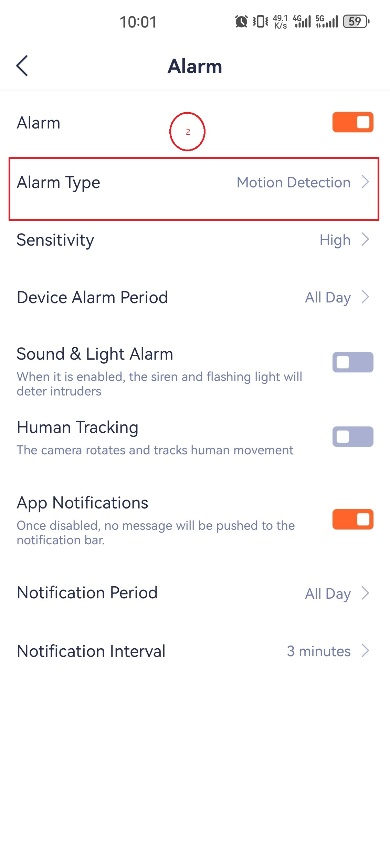 10:01 49.1 K/s 4G 5G 59
Alarm
Alarm
2
Alarm Type Motion Detection
Sensitivity High
Device Alarm Period All Day
Sound & Light Alarm
When it is enabled, the siren and flashing light will
deter intruders
Human Tracking
The camera rotates and tracks human movement
App Notifications
Once disabled, no message will be pushed to the
notification bar.
Notification Period All Day
Notification Interval 3 minutes